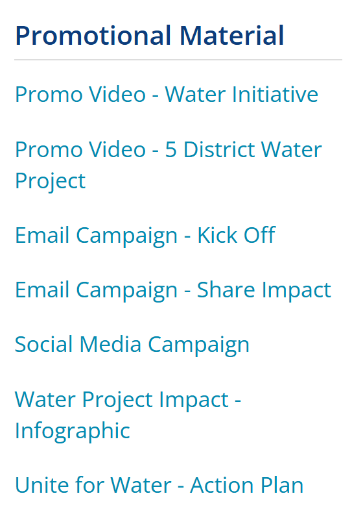 Promotional Material
Promo Video - Water Initiative
Promo Video - 5 District Water
Project
Email Campaign - Kick Off
Email Campaign - Share Impact
Social Media Campaign
Water Project Impact -
Infographic
Unite for Water - Action Plan